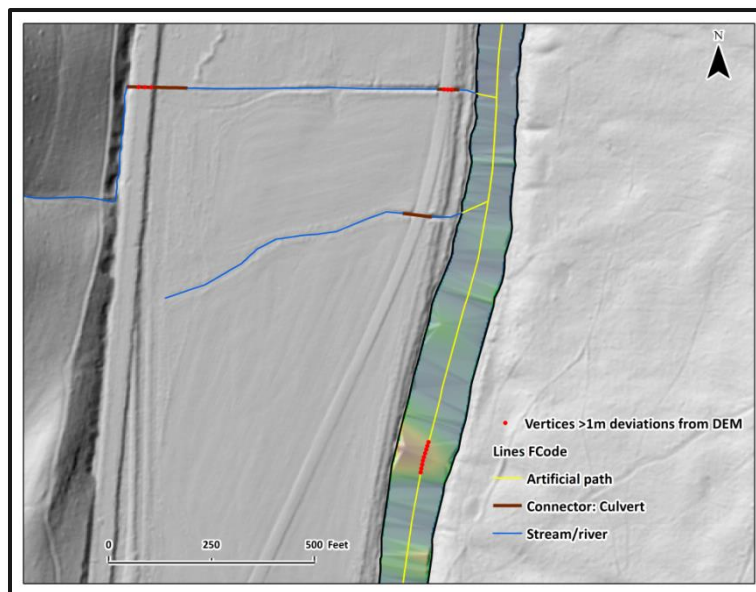 N
Vertices >1m deviations from DEM
Lines FCode
Artificial path
Connector: Culvert
Stream/river
0 250 500 Feet